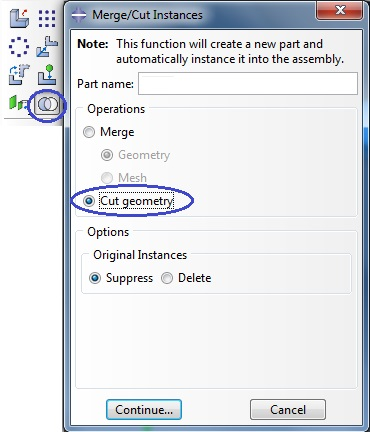 Merge/Cut Instances
Note: This function will create a new part and
automatically instance it into the assembly.
Part name:
Operations
Merge
Geometry
Mesh
Cut geometry
Options
Original Instances
Suppress Delete
Continue... Cancel